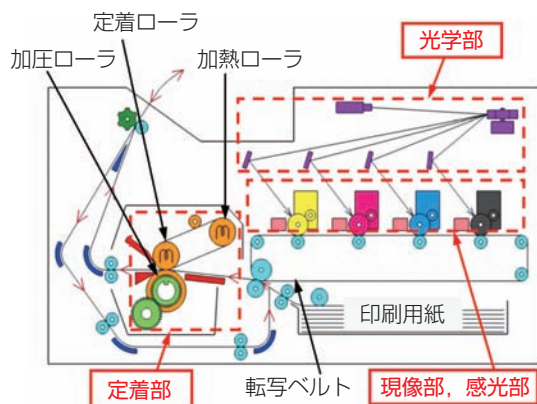 定着ローラ
加圧ローラ
加熱ローラ
光学部
印刷用紙
定着部
転写ベルト
現像部，感光部